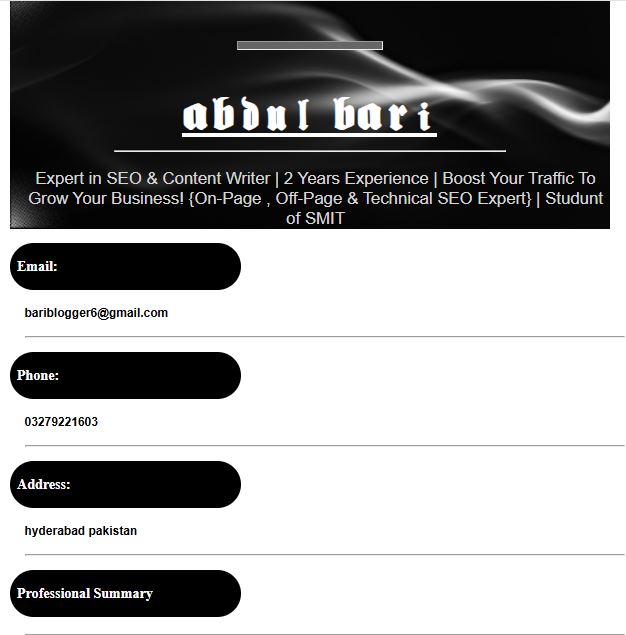 abdul bari
Expert in SEO & Content Writer | 2 Years Experience | Boost Your Traffic To
Grow Your Business! {On-Page , Off-Page & Technical SEO Expert} | Studunt
of SMIT
Email:
bariblogger6@gmail.com
Phone:
03279221603
Address:
hyderabad pakistan
Professional Summary